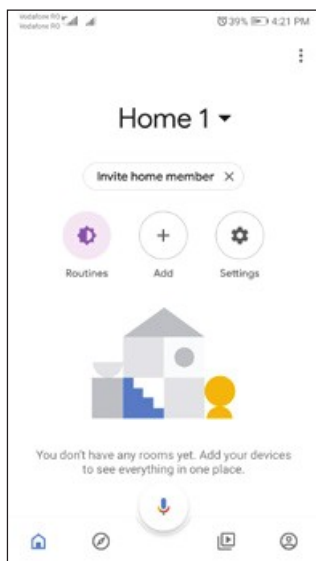 Vodafone RO
Vodafone RO
39% 4:21 PM
Home 1
Invite home member ×
Routines Add Settings
You don't have any rooms yet. Add your devices
to see everything in one place.